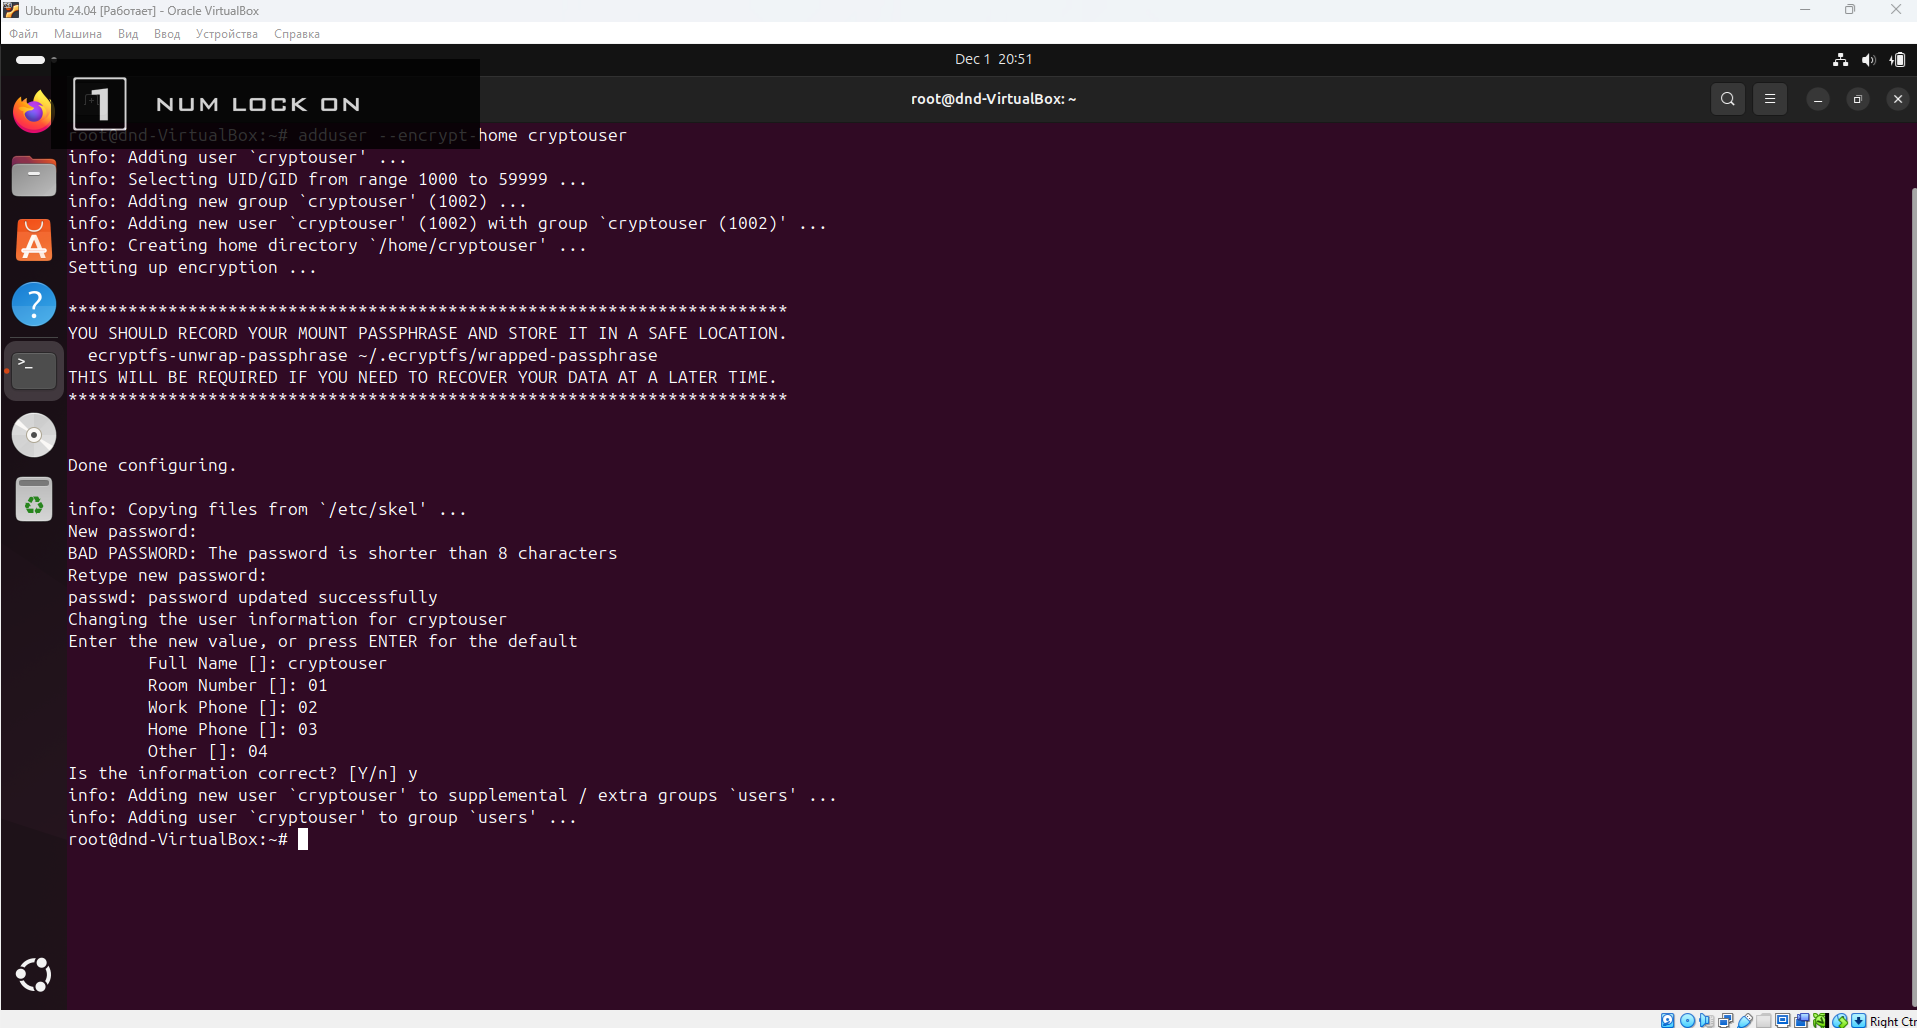 Ubuntu 24.04 [Работает] - Oracle VirtualBox
Файл Машина Вид Ввод Устройства Справка
Dec 1 20:51
1 NUM LOCK ON
root@dnd-VirtualBox: ~
root@dnd-VirtualBox:~# adduser --encrypt-home cryptouser
info: Adding user `cryptouser' ...
info: Selecting UID/GID from range 1000 to 59999 ...
info: Adding new group `cryptouser' (1002) ...
info: Adding new user `cryptouser' (1002) with group `cryptouser (1002)' ...
info: Creating home directory `/home/cryptouser' ...
Setting up encryption ...
************************************************************************
YOU SHOULD RECORD YOUR MOUNT PASSPHRASE AND STORE IT IN A SAFE LOCATION.
ecryptfs-unwrap-passphrase ~/.ecryptfs/wrapped-passphrase
THIS WILL BE REQUIRED IF YOU NEED TO RECOVER YOUR DATA AT A LATER TIME.
************************************************************************
Done configuring.
info: Copying files from `/etc/skel' ...
New password:
BAD PASSWORD: The password is shorter than 8 characters
Retype new password:
passwd: password updated successfully
Changing the user information for cryptouser
Enter the new value, or press ENTER for the default
Full Name []: cryptouser
Room Number []: 01
Work Phone []: 02
Home Phone []: 03
Other []: 04
Is the information correct? [Y/n] y
info: Adding new user `cryptouser' to supplemental / extra groups `users' ...
info: Adding user `cryptouser' to group `users' ...
root@dnd-VirtualBox:~#
Right Ctr